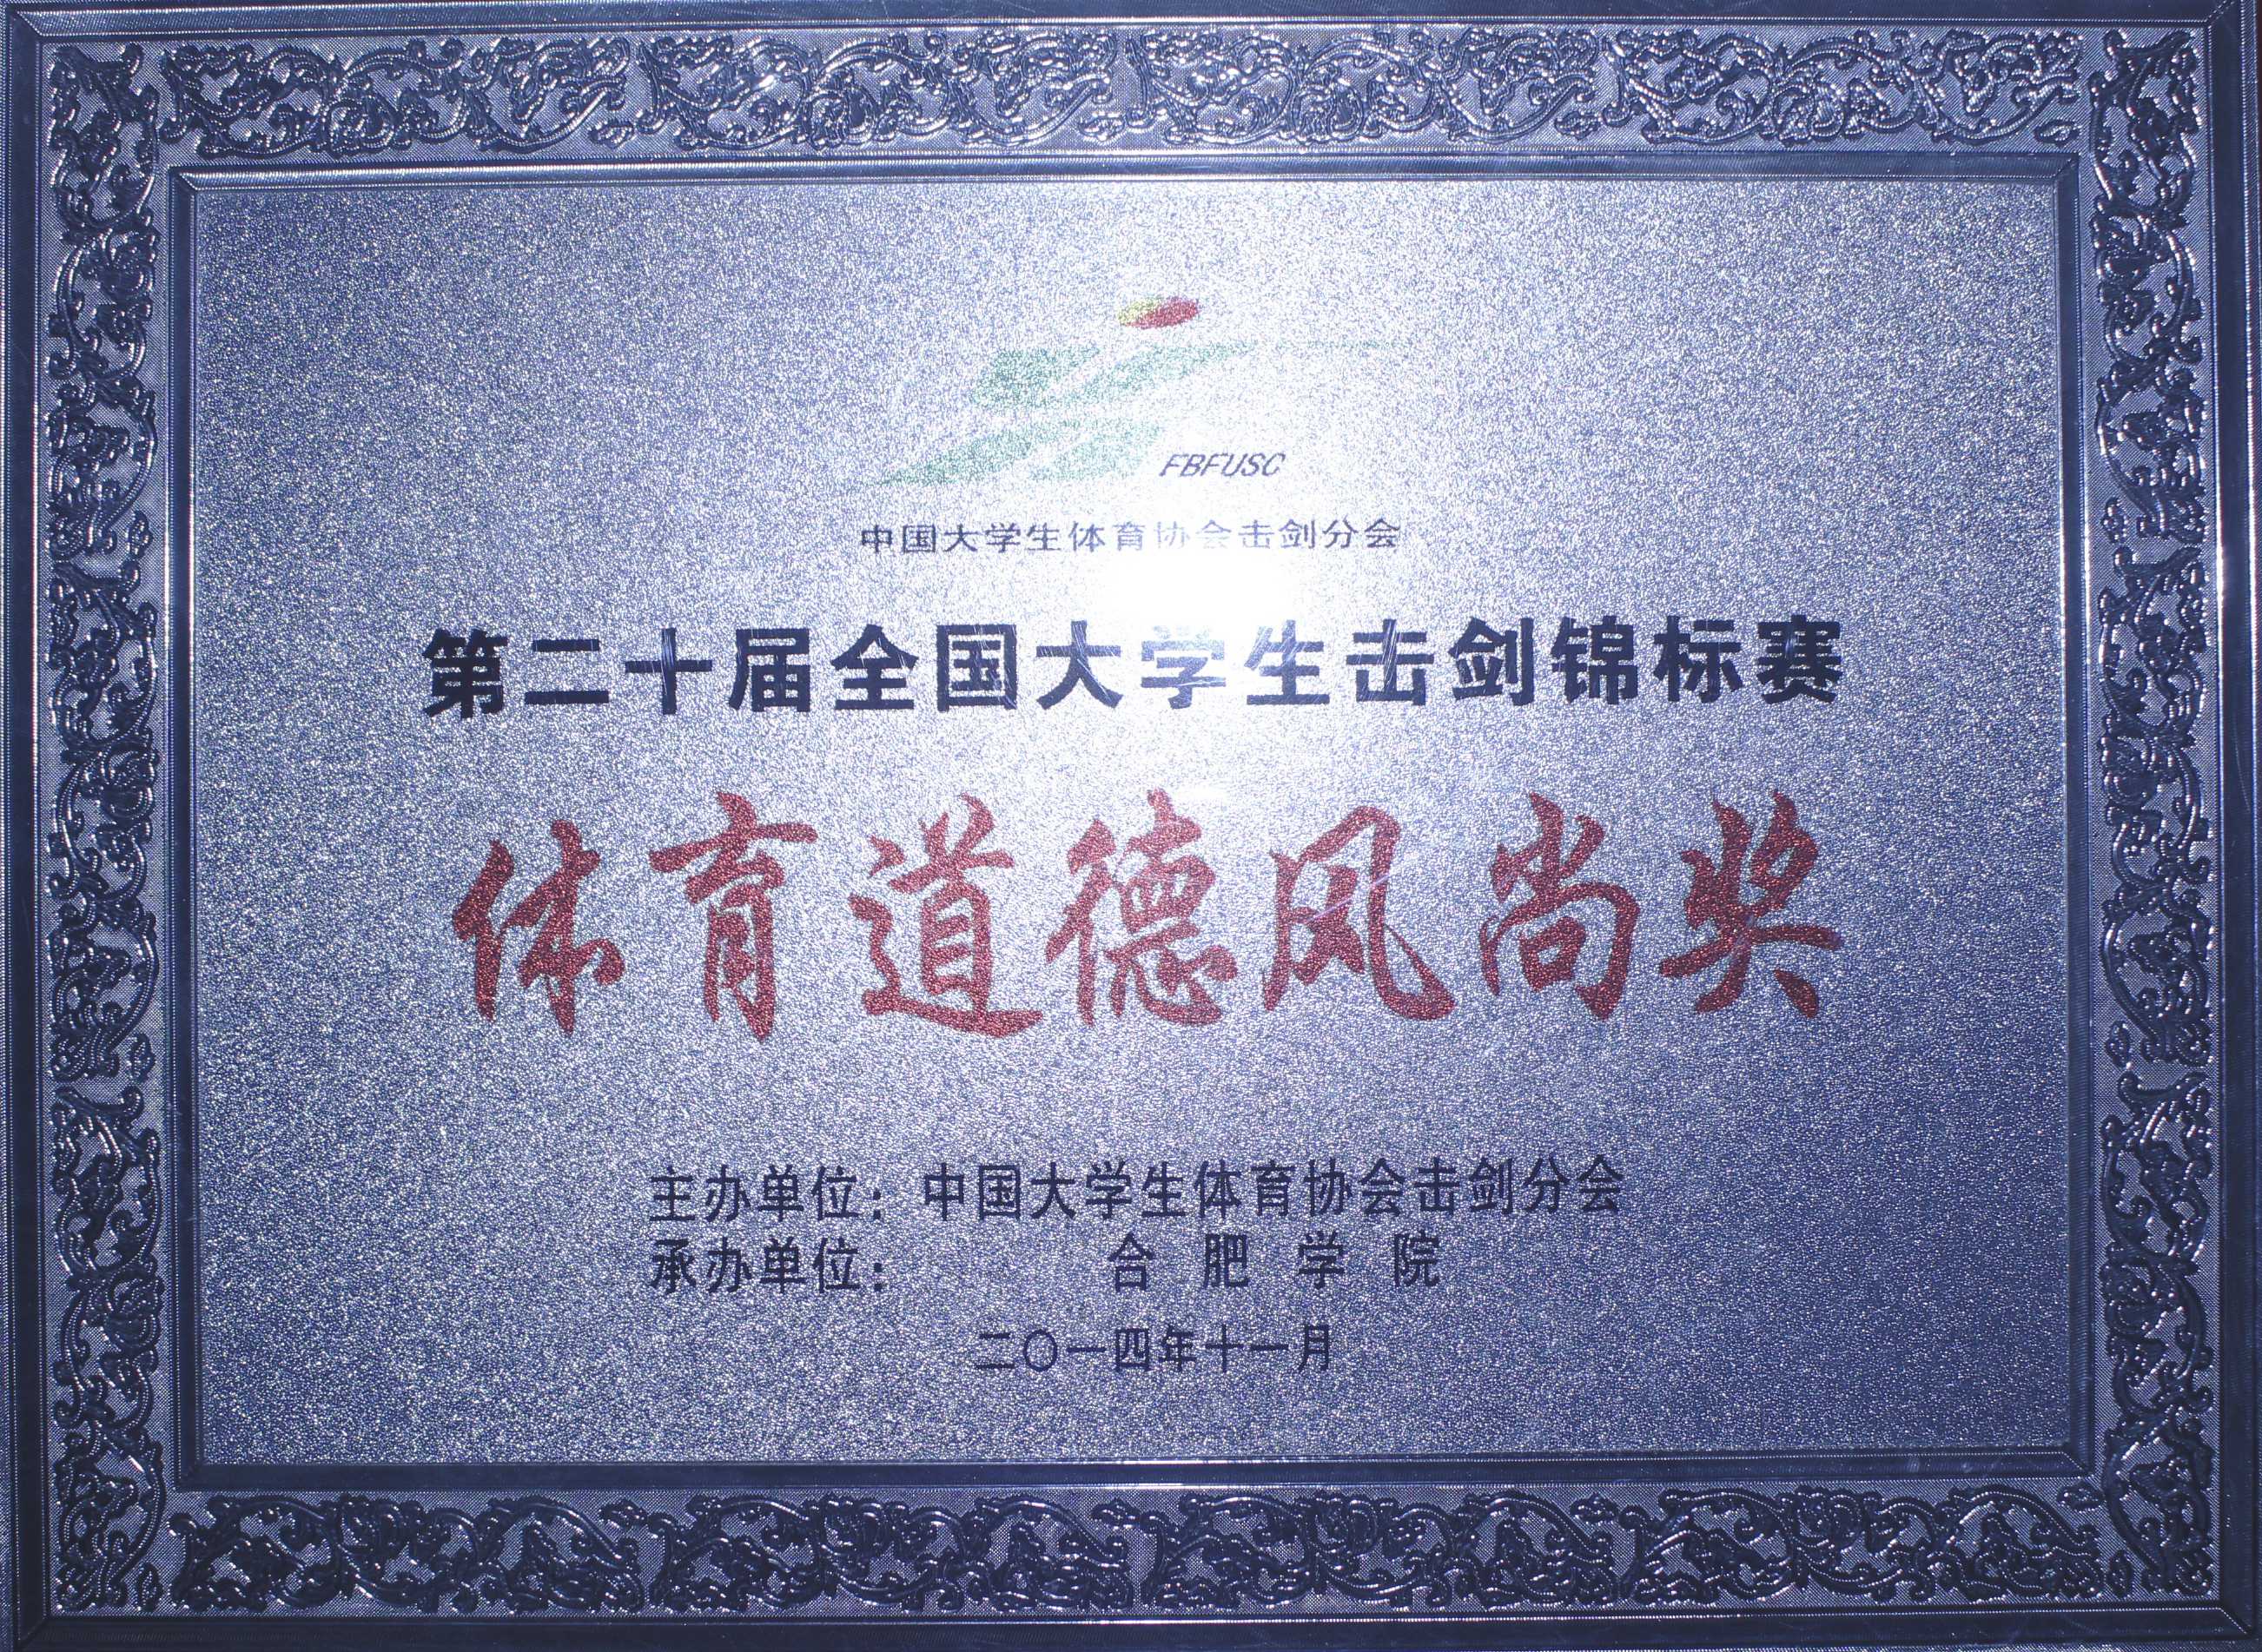 FBFUSC
中国大学生体育协会击剑分会
第二十届全国大学生击剑锦标赛
体育道德风尚奖
主办单位：中国大学生体育协会击剑分会
承办单位：合肥学院
二〇一四年十一月